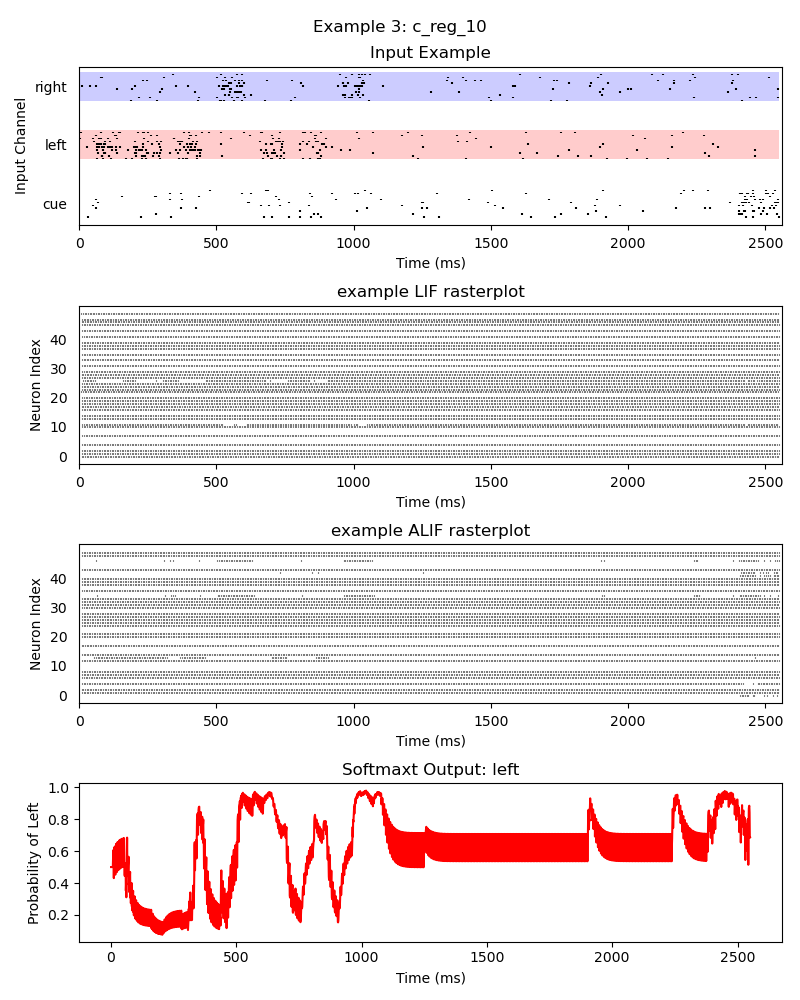 Example 3: c_reg_10
Input Example
Input Channel
right
left
cue
0 500 1000 1500 2000 2500
Time (ms)
example LIF rasterplot
Neuron Index
40
30
20
10
0
0 500 1000 1500 2000 2500
Time (ms)
example ALIF rasterplot
Neuron Index
40
30
20
10
0
0 500 1000 1500 2000 2500
Time (ms)
Softmaxt Output: left
Probability of Left
1.0
0.8
0.6
0.4
0.2
0 500 1000 1500 2000 2500
Time (ms)